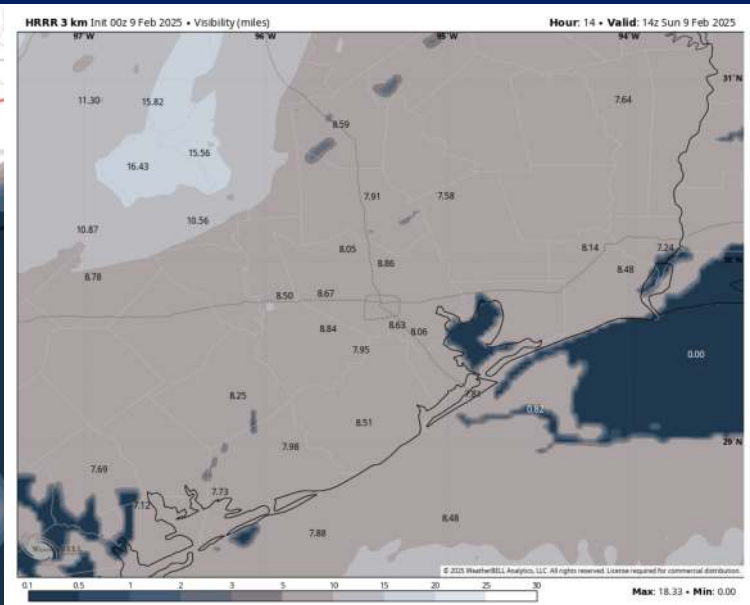 HRRR 3 km Init 00z 9 Feb 2025 • Visibility (miles)
Hour: 14 • Valid: 14z Sun 9 Feb 2025
97°W 96°W 95°W 94°W
31°N
11.30 15.82 7.64
8.59
15.56
16.43
7.91 7.58
10.56
10.87
8.05 8.14 7.24
8.86
30°N
8.48
8.78
8.50 8.67
8.84 8.63 8.06
7.95 0.00
7.81
8.25 0.82
8.51
7.98 29°N
7.69
7.73
7.12
8.48
7.88
© 2025 WeatherBELL Analytics, LLC. All rights reserved. License required for commercial distribution.
0.1 0.5 1 2 3 5 10 15 20 25 30
Max: 18.33 • Min: 0.00